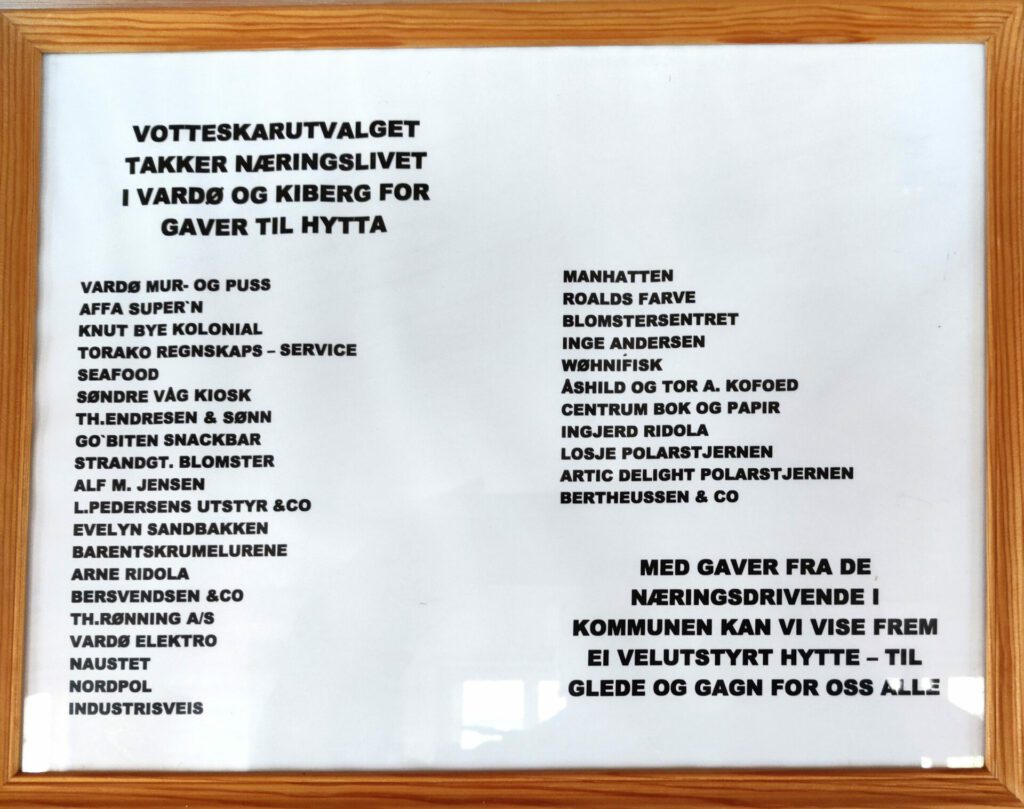 VOTTESKARUTVALGET
TAKKER NÆRINGSLIVET
I VARDØ OG KIBERG FOR
GAVER TIL HYTTA
VARDØ MUR- OG PUSS
AFFA SUPER`N
KNUT BYE KOLONIAL
TORAKO REGNSKAPS – SERVICE
SEAFOOD
SØNDRE VÅG KIOSK
TH.ENDRESEN & SØNN
GO`BITEN SNACKBAR
STRANDGT. BLOMSTER
ALF M. JENSEN
L.PEDERSENS UTSTYR &CO
EVELYN SANDBAKKEN
BARENTSKRUMELURENE
ARNE RIDOLA
BERSVENDSEN &CO
TH.RØNNING A/S
VARDØ ELEKTRO
NAUSTET
NORDPOL
INDUSTRISVEIS
MANHATTEN
ROALDS FARVE
BLOMSTERSENTRET
INGE ANDERSEN
WØHNIFISK
ÅSHILD OG TOR A. KOFOED
CENTRUM BOK OG PAPIR
INGJERD RIDOLA
LOSJE POLARSTJERNEN
ARTIC DELIGHT POLARSTJERNEN
BERTHEUSSEN & CO
MED GAVER FRA DE
NÆRINGSDRIVENDE I
KOMMUNEN KAN VI VISE FREM
EI VELUTSTYRT HYTTE – TIL
GLEDE OG GAGN FOR OSS ALLE